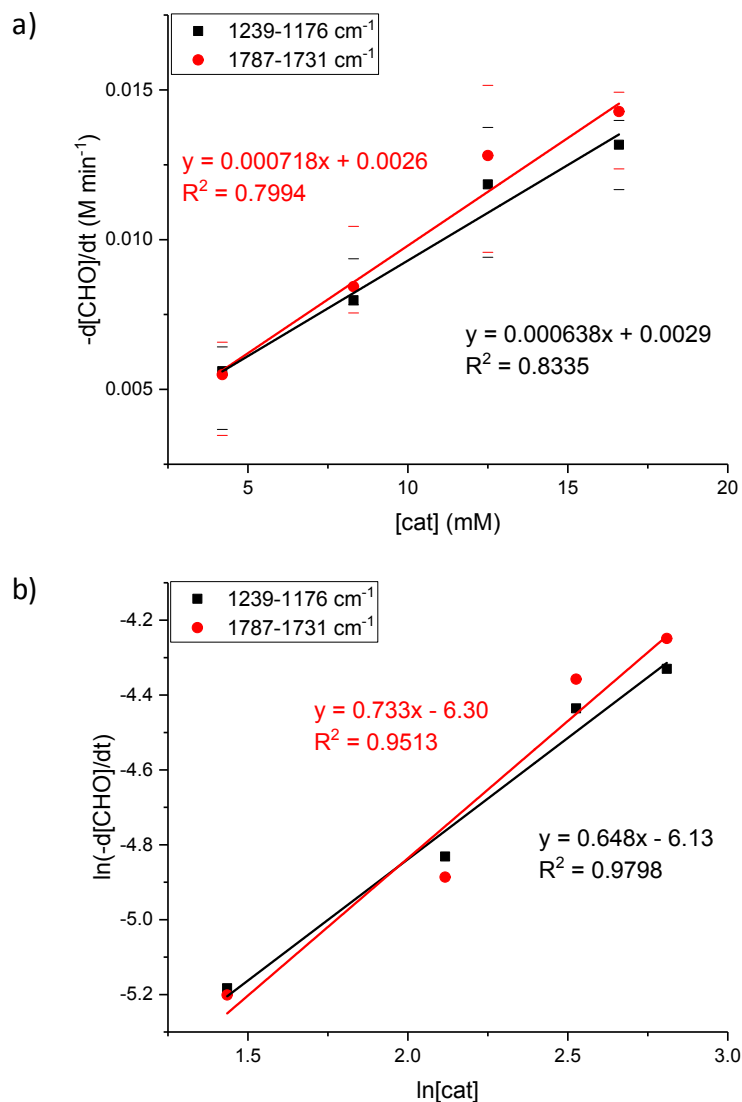 a)
1239-1176 cm⁻¹
1787-1731 cm⁻¹
0.015
0.010
0.005
-d[CHO]/dt (M min⁻¹)
y = 0.000718x + 0.0026
R² = 0.7994
y = 0.000638x + 0.0029
R² = 0.8335
5 10 15 20
[cat] (mM)
b)
1239-1176 cm⁻¹
1787-1731 cm⁻¹
-4.2
-4.4
-4.6
-4.8
-5.0
-5.2
ln(-d[CHO]/dt)
y = 0.733x - 6.30
R² = 0.9513
y = 0.648x - 6.13
R² = 0.9798
1.5 2.0 2.5 3.0
ln[cat]